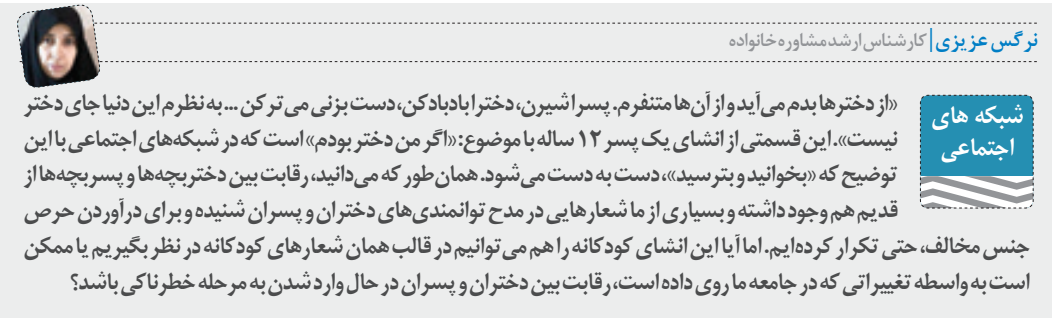 نرگس عزیزی | کارشناس ارشد مشاوره خانواده
شبکه های
اجتماعی
«از دخترها بدم می‌آید و از آن‌ها متنفرم. پسرا شیرن، دخترا بادبادکن، دست بزنی می‌ترکن ... به نظرم این دنیا جای دختر
نیست». این قسمتی از انشای یک پسر ۱۲ ساله با موضوع: «اگر من دختر بودم» است که در شبکه‌های اجتماعی با این
توضیح که «بخوانید و بترسید»، دست به دست می‌شود. همان‌طور که می‌دانید، رقابت بین دختربچه‌ها و پسربچه‌ها از
قدیم هم وجود داشته و بسیاری از ما شعارهایی در مدح توانمندی‌های دختران و پسران شنیده و برای درآوردن حرص
جنس مخالف، حتی تکرار کرده‌ایم. اما آیا این انشای کودکانه را هم می‌توانیم در قالب همان شعارهای کودکانه در نظر بگیریم یا ممکن
است به واسطه تغییراتی که در جامعه ما روی داده است، رقابت بین دختران و پسران در حال وارد شدن به مرحله خطرناکی باشد؟